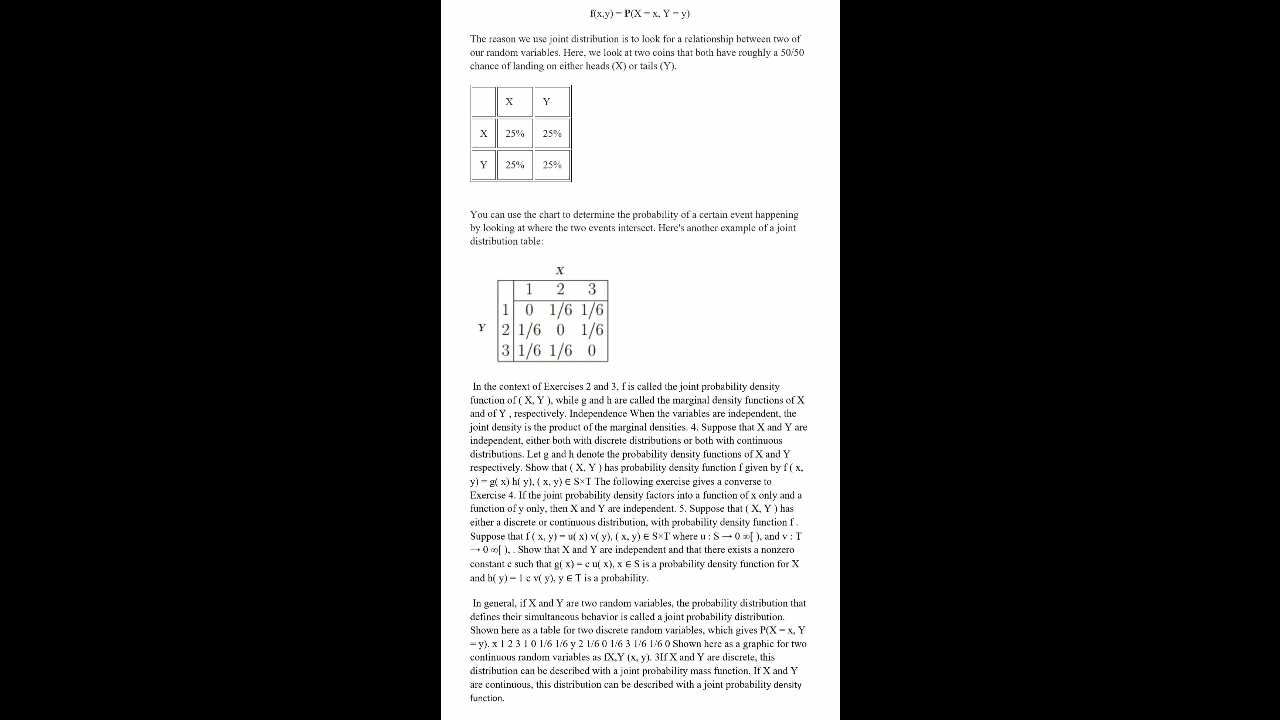 f(x,y) = P(X = x, Y = y)
The reason we use joint distribution is to look for a relationship between two of
our random variables. Here, we look at two coins that both have roughly a 50/50
chance of landing on either heads (X) or tails (Y).
X Y
X 25% 25%
Y 25% 25%
You can use the chart to determine the probability of a certain event happening
by looking at where the two events intersect. Here's another example of a joint
distribution table:
X
1 2 3
1 0 1/6 1/6
Y 2 1/6 0 1/6
3 1/6 1/6 0
In the context of Exercises 2 and 3, f is called the joint probability density
function of ( X, Y ), while g and h are called the marginal density functions of X
and of Y , respectively. Independence When the variables are independent, the
joint density is the product of the marginal densities. 4. Suppose that X and Y are
independent, either both with discrete distributions or both with continuous
distributions. Let g and h denote the probability density functions of X and Y
respectively. Show that ( X, Y ) has probability density function f given by f ( x,
y) = g( x) h( y), ( x, y) ∈ S×T The following exercise gives a converse to
Exercise 4. If the joint probability density factors into a function of x only and a
function of y only, then X and Y are independent. 5. Suppose that ( X, Y ) has
either a discrete or continuous distribution, with probability density function f .
Suppose that f ( x, y) = u( x) v( y), ( x, y) ∈ S×T where u : S → 0 ∞[ ), and v : T
→ 0 ∞[ ), . Show that X and Y are independent and that there exists a nonzero
constant c such that g( x) = c u( x), x ∈ S is a probability density function for X
and h( y) = 1 c v( y), y ∈ T is a probability.
In general, if X and Y are two random variables, the probability distribution that
defines their simultaneous behavior is called a joint probability distribution.
Shown here as a table for two discrete random variables, which gives P(X = x, Y
= y). x 1 2 3 1 0 1/6 1/6 y 2 1/6 0 1/6 3 1/6 1/6 0 Shown here as a graphic for two
continuous random variables as fX,Y (x, y). 3If X and Y are discrete, this
distribution can be described with a joint probability mass function. If X and Y
are continuous, this distribution can be described with a joint probability density
function.